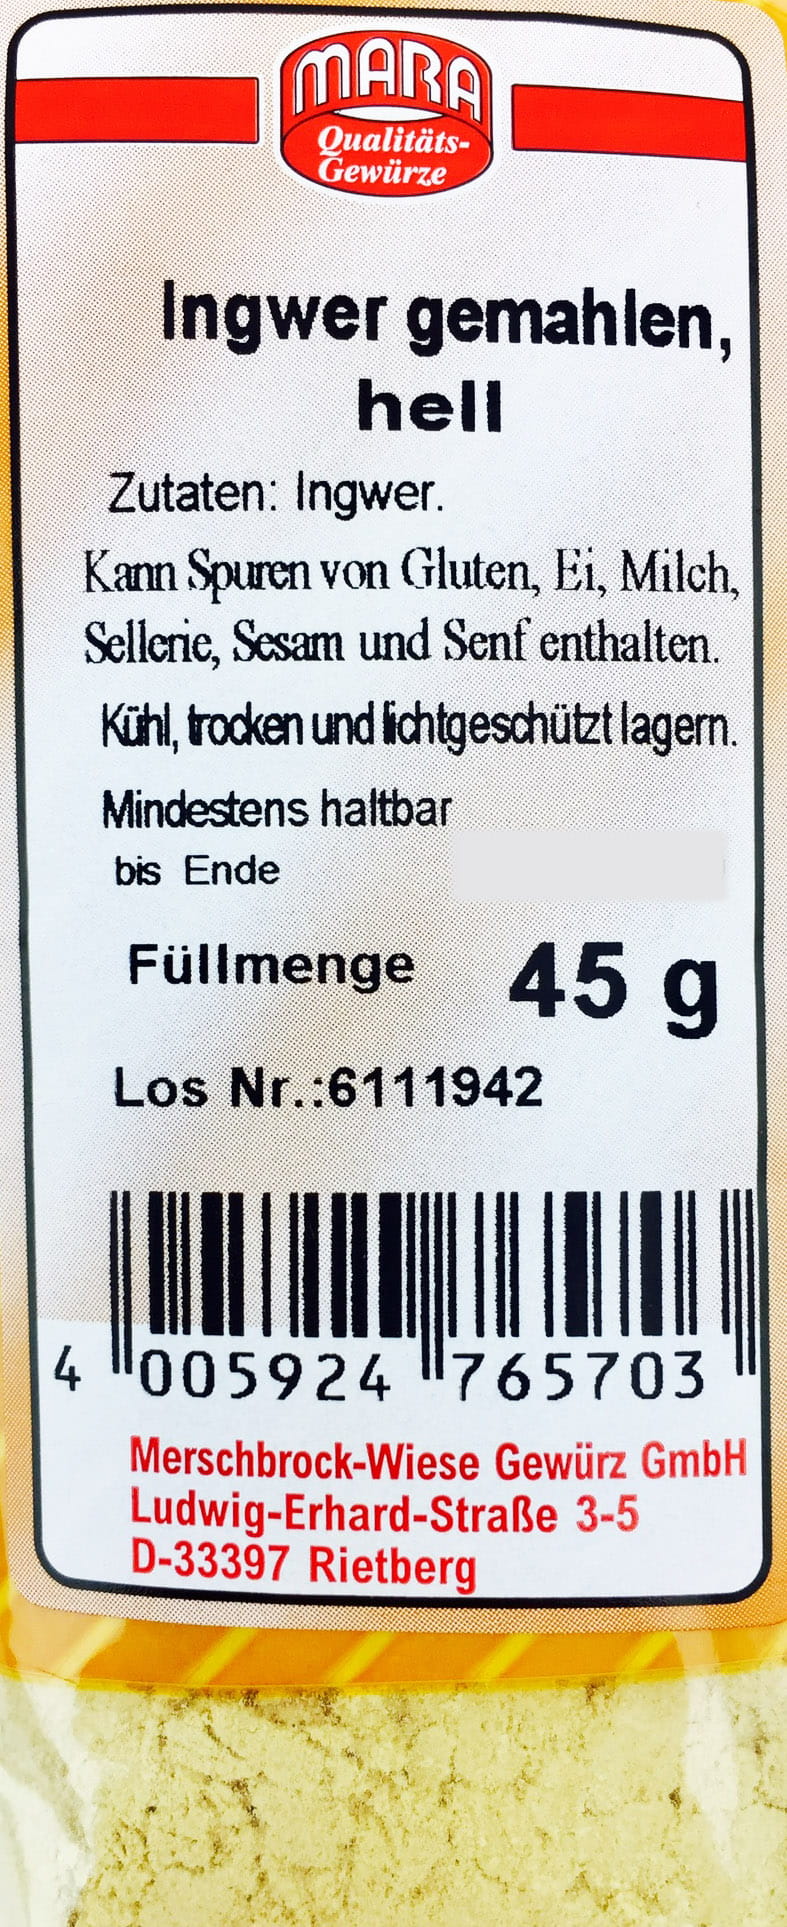 MARA
Qualitäts-
Gewürze
Ingwer gemahlen,
hell
Zutaten: Ingwer.
Kann Spuren von Gluten, Ei, Milch,
Sellerie, Sesam und Senf enthalten.
Kühl, trocken und lichtgeschützt lagern.
Mindestens haltbar
bis Ende
Füllmenge 45 g
Los Nr.:6111942
4 005924 765703
Merschbrock-Wiese Gewürz GmbH
Ludwig-Erhard-Straße 3-5
D-33397 Rietberg